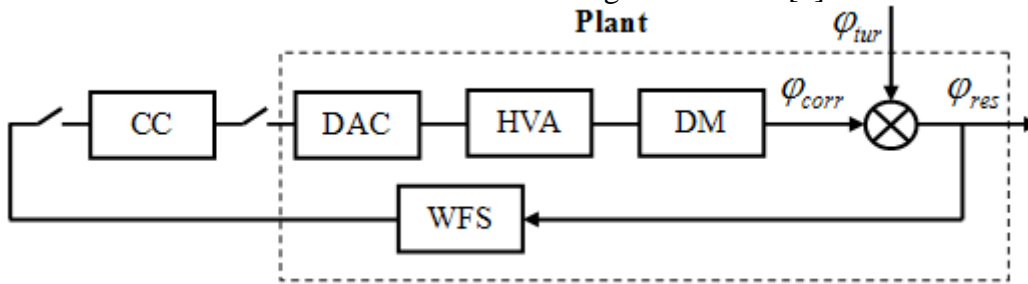 Plant
φtur
φcorr
φres
CC
DAC
HVA
DM
WFS